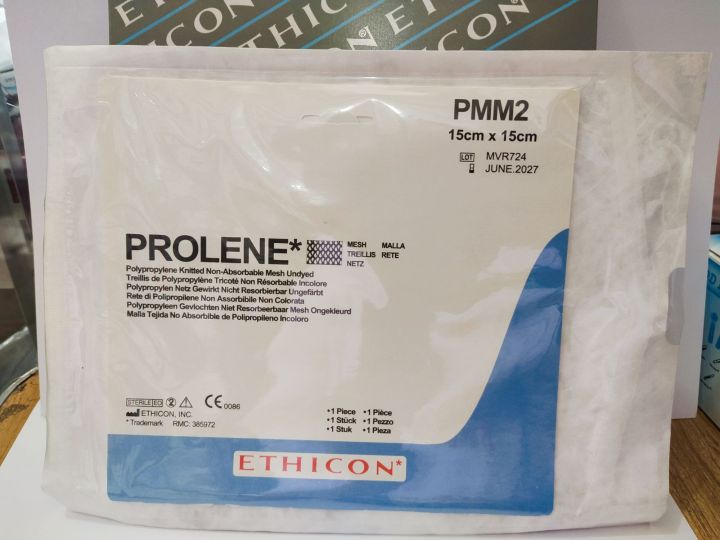 ETHICON®
ETHICON®
ETHICON®
PMM2
15cm x 15cm
LOT MVR724
JUNE.2027
PROLENE*
MESH MALLA
TREILLIS RETE
NETZ
Polypropylene Knitted Non-Absorbable Mesh Undyed
Treillis de Polypropylène Tricoté Non Résorbable Incolore
Polypropylen Netz Gewirkt Nicht Resorbierbar Ungefärbt
Rete di Polipropilene Non Assorbibile Non Colorata
Polypropyleen Gevlochten Niet Resorbeerbaar Mesh Ongekleurd
Malla Tejida No Absorbible de Polipropileno Incoloro
STERILE EO 2 CE 0086
ETHICON, INC.
* Trademark RMC: 385972
•1 Piece •1 Pièce
•1 Stück •1 Pezzo
•1 Stuk •1 Pieza
ETHICON*